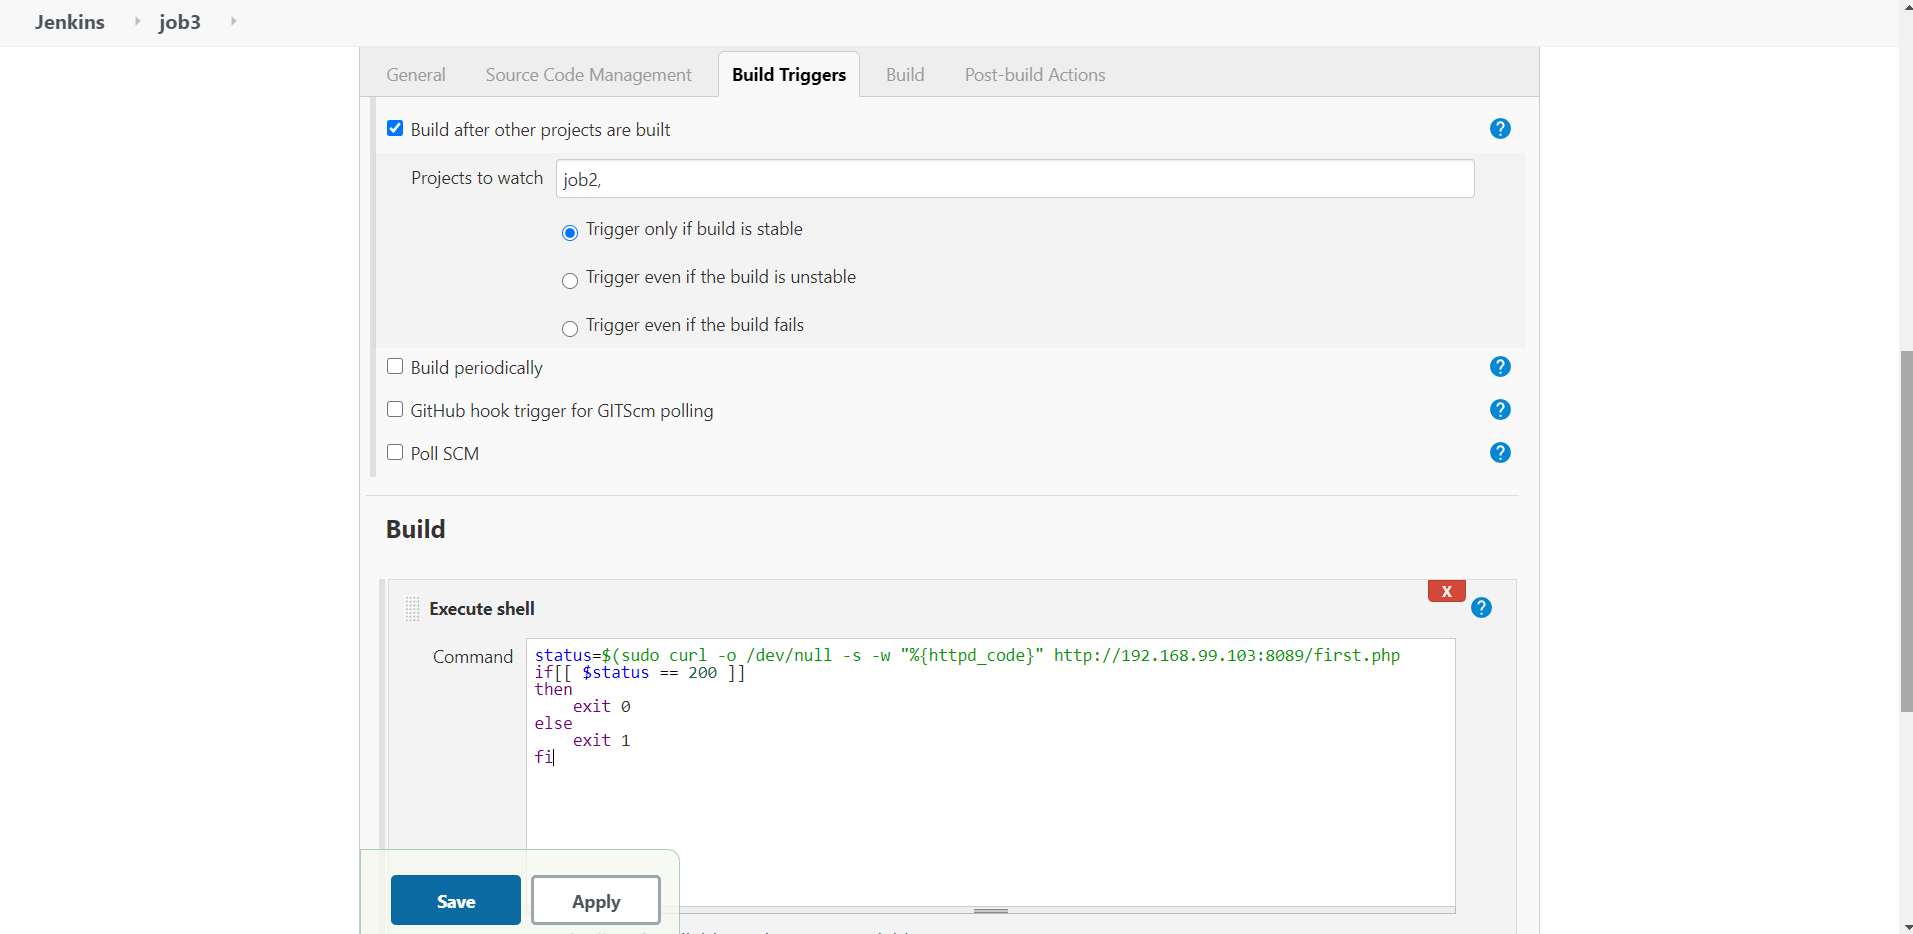 Jenkins job3
General Source Code Management Build Triggers Build Post-build Actions
Build after other projects are built
Projects to watch job2,
Trigger only if build is stable
Trigger even if the build is unstable
Trigger even if the build fails
Build periodically
GitHub hook trigger for GITScm polling
Poll SCM
Build
X
Execute shell
Command
status=$(sudo curl -o /dev/null -s -w "%{httpd_code}" http://192.168.99.103:8089/first.php
if[[ $status == 200 ]]
then
exit 0
else
exit 1
fi
Save Apply